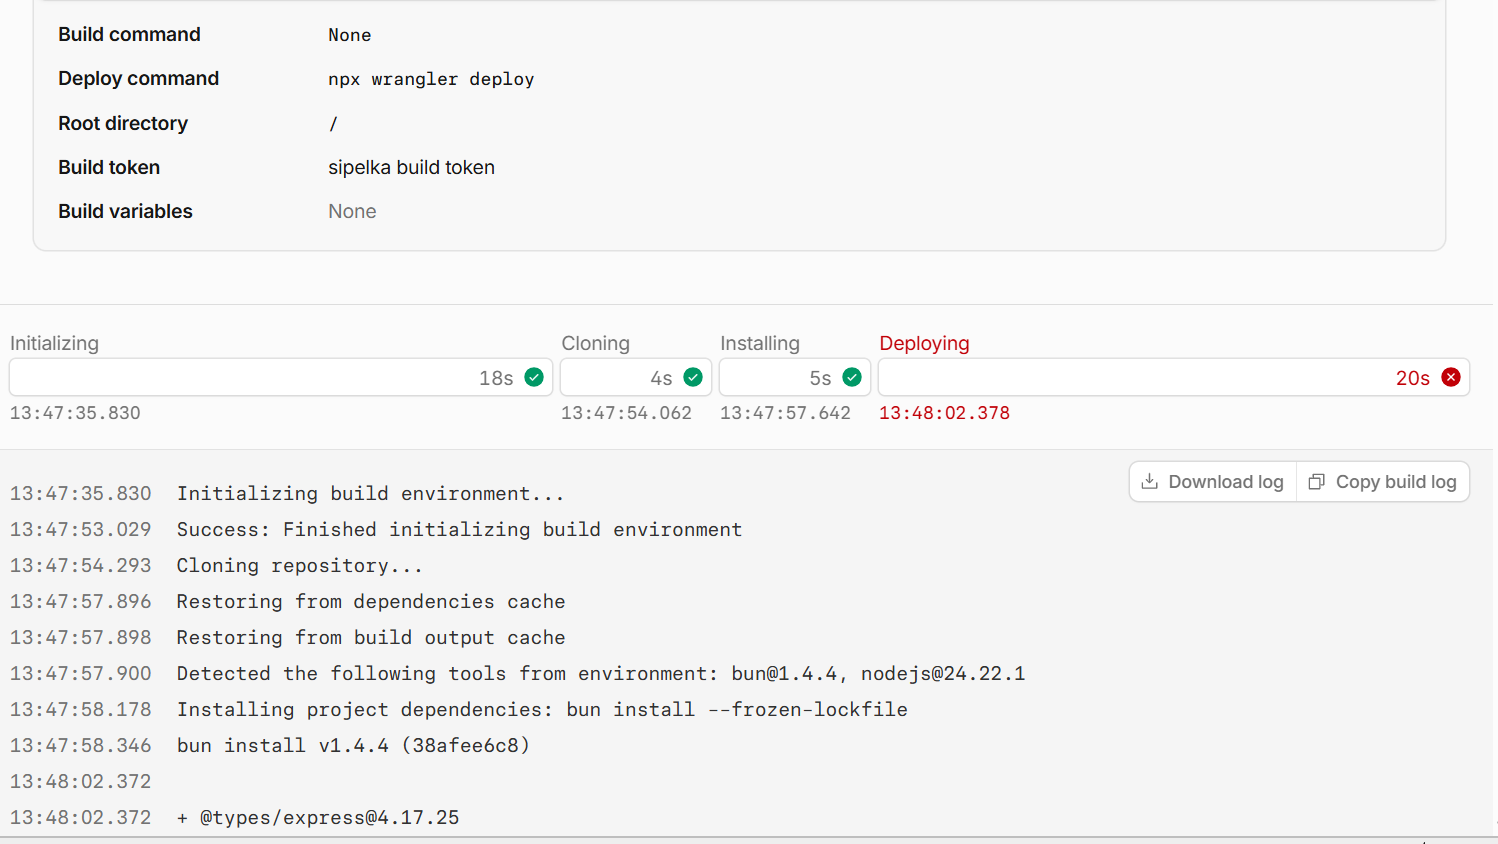 Build command None
Deploy command npx wrangler deploy
Root directory /
Build token sipelka build token
Build variables None
Initializing Cloning Installing Deploying
18s 4s 5s 20s
13:47:35.830 13:47:54.062 13:47:57.642 13:48:02.378
Download log Copy build log
13:47:35.830 Initializing build environment...
13:47:53.029 Success: Finished initializing build environment
13:47:54.293 Cloning repository...
13:47:57.896 Restoring from dependencies cache
13:47:57.898 Restoring from build output cache
13:47:57.900 Detected the following tools from environment: bun@1.4.4, nodejs@24.22.1
13:47:58.178 Installing project dependencies: bun install --frozen-lockfile
13:47:58.346 bun install v1.4.4 (38afee6c8)
13:48:02.372
13:48:02.372 + @types/express@4.17.25